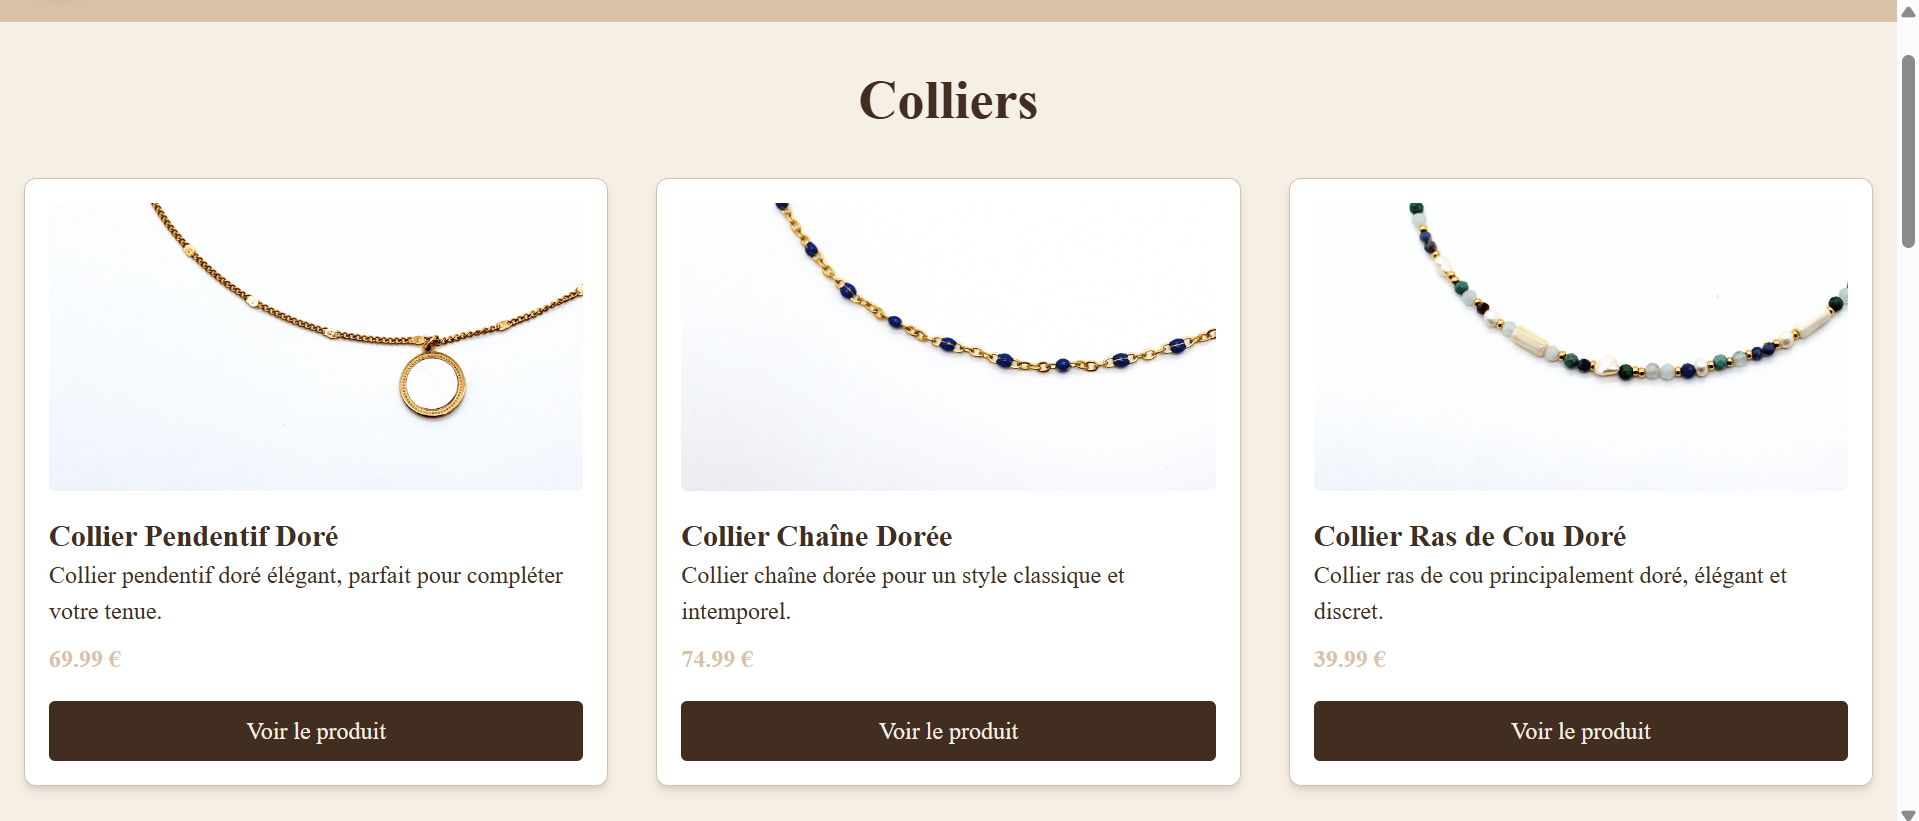 Colliers
Collier Pendentif Doré
Collier pendentif doré élégant, parfait pour compléter
votre tenue.
69.99 €
Voir le produit
Collier Chaîne Dorée
Collier chaîne dorée pour un style classique et
intemporel.
74.99 €
Voir le produit
Collier Ras de Cou Doré
Collier ras de cou principalement doré, élégant et
discret.
39.99 €
Voir le produit